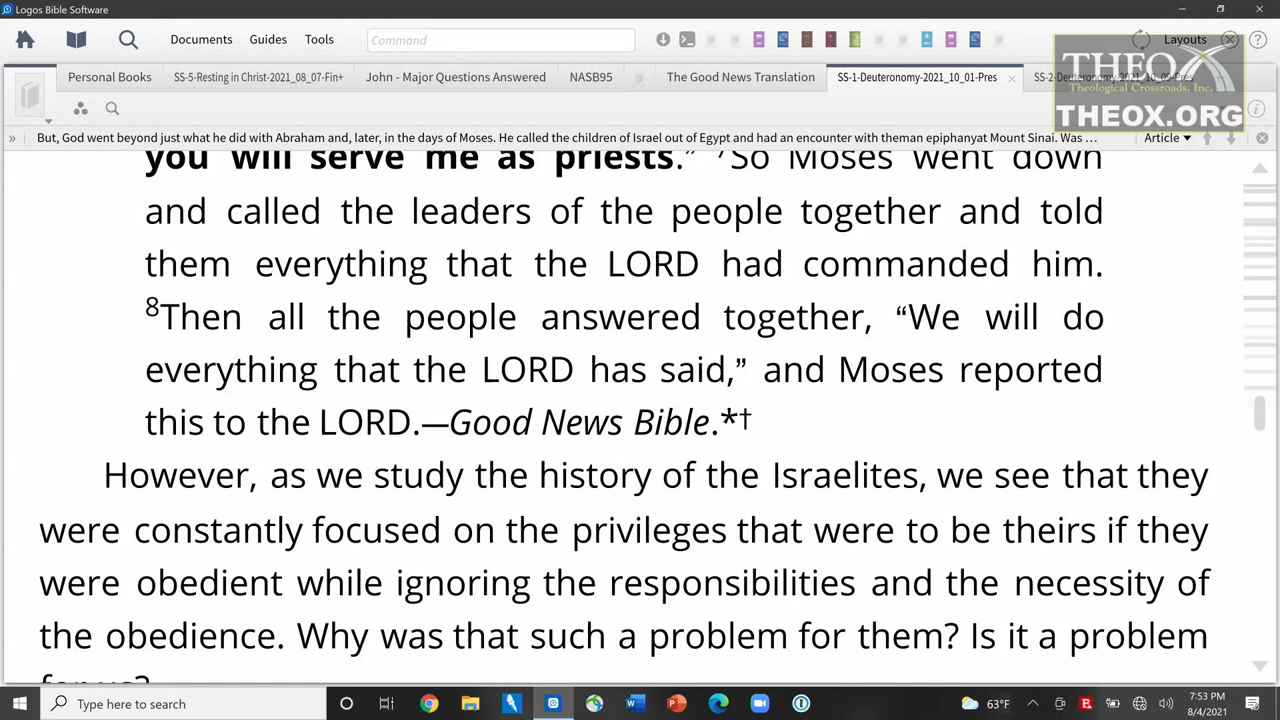 Logos Bible Software
Documents Guides Tools Command Layouts
Personal Books SS-5-Resting in Christ-2021_08_07-Fin+ John - Major Questions Answered NASB95 The Good News Translation SS-1-Deuteronomy-2021_10_01-Pres
THEOX
Theological Crossroads, Inc.
THEOX.ORG
» But, God went beyond just what he did with Abraham and, later, in the days of Moses. He called the children of Israel out of Egypt and had an encounter with theman epiphanyat Mount Sinai. Was … Article
you will serve me as priests.” 7So Moses went down
and called the leaders of the people together and told
them everything that the LORD had commanded him.
8Then all the people answered together, “We will do
everything that the LORD has said,” and Moses reported
this to the LORD.—Good News Bible.*†
However, as we study the history of the Israelites, we see that they
were constantly focused on the privileges that were to be theirs if they
were obedient while ignoring the responsibilities and the necessity of
the obedience. Why was that such a problem for them? Is it a problem
for us?
Type here to search 63°F 7:53 PM
8/4/2021